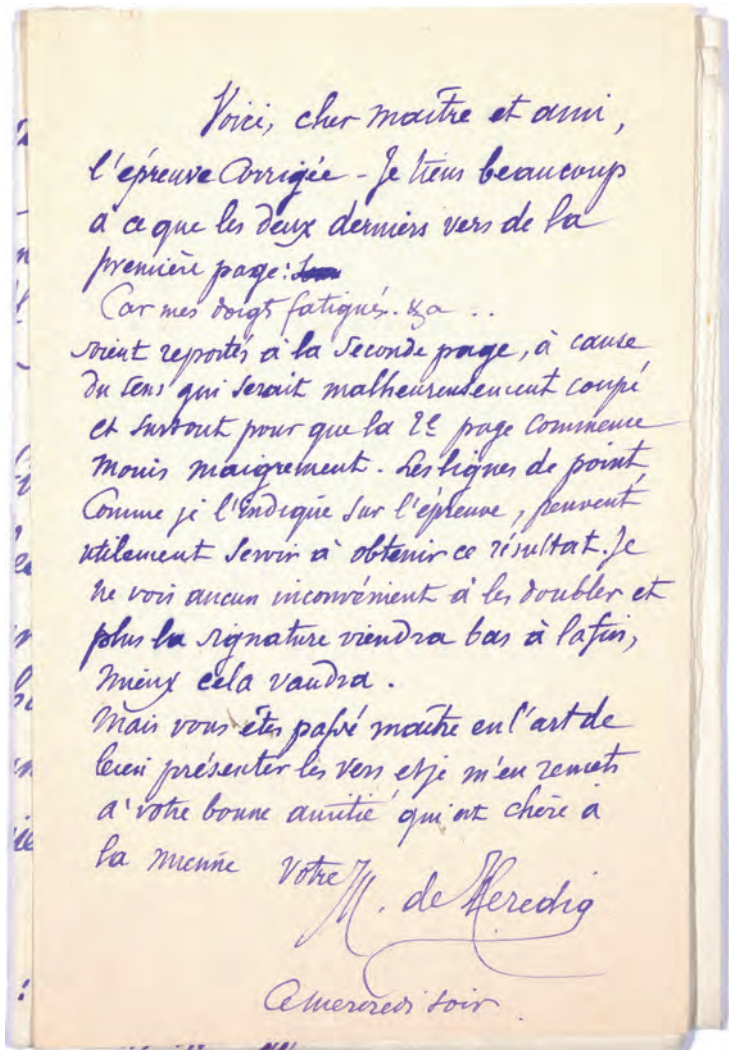 Voici, cher maître et ami,
l'épreuve corrigée - Je tiens beaucoup
à ce que les deux derniers vers de la
première page :
Car mes doigts fatigués. &a ..
soient reportés à la seconde page, à cause
du sens qui serait malheureusement coupé
et surtout pour que la 2e page commence
moins maigrement. Les lignes de point,
comme je l'indique sur l'épreuve, peuvent
utilement servir à obtenir ce résultat. Je
ne vois aucun inconvénient à les doubler et
plus la signature viendra bas à la fin,
mieux cela vaudra.
Mais vous êtes passé maître en l'art de
bien présenter les vers et je m'en remets
à votre bonne amitié qui est chère à
la mienne Votre
de Heredia
Ce mercredi soir.